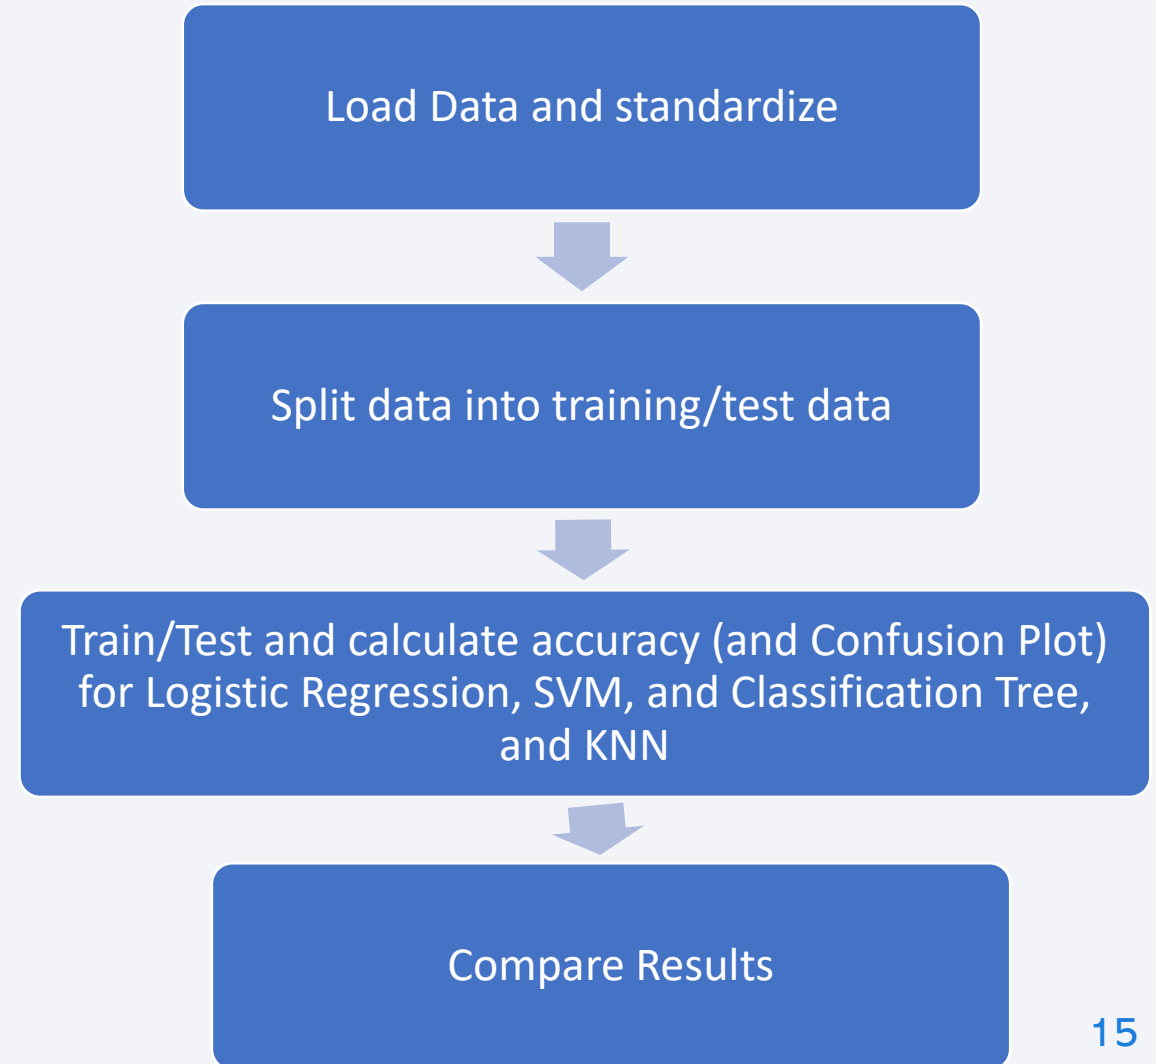 Load Data and standardize
Split data into training/test data
Train/Test and calculate accuracy (and Confusion Plot)
for Logistic Regression, SVM, and Classification Tree,
and KNN
Compare Results
15